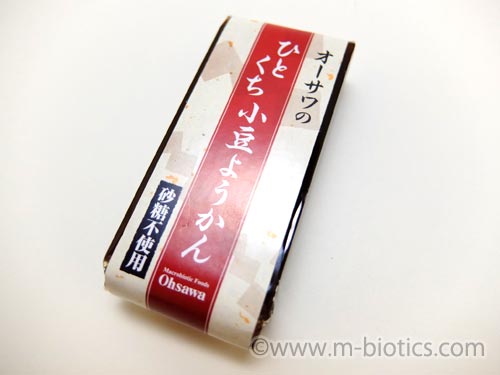 オーサワの
ひとくち小豆ようかん
砂糖不使用
Macrobiotic Foods
Ohsawa
©www.m-biotics.com